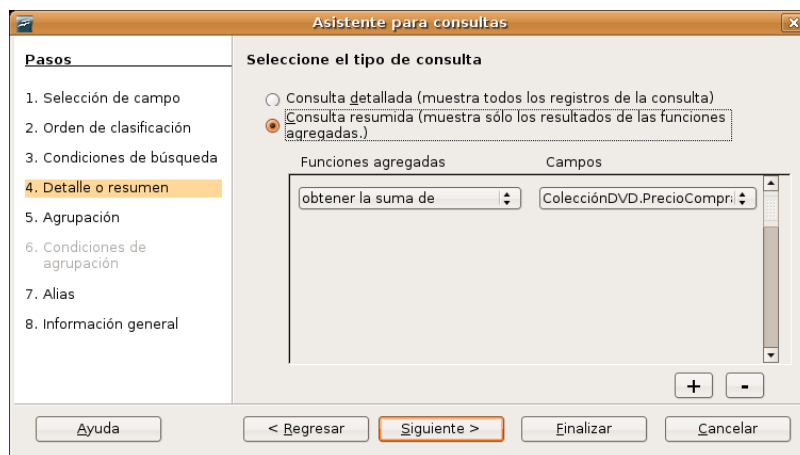 Asistente para consultas
Pasos
1. Selección de campo
2. Orden de clasificación
3. Condiciones de búsqueda
4. Detalle o resumen
5. Agrupación
6. Condiciones de
agrupación
7. Alias
8. Información general
Seleccione el tipo de consulta
Consulta detallada (muestra todos los registros de la consulta)
Consulta resumida (muestra sólo los resultados de las funciones
agregadas.)
Funciones agregadas Campos
obtener la suma de ColecciónDVD.PrecioCompra
+ -
Ayuda < Regresar Siguiente > Finalizar Cancelar